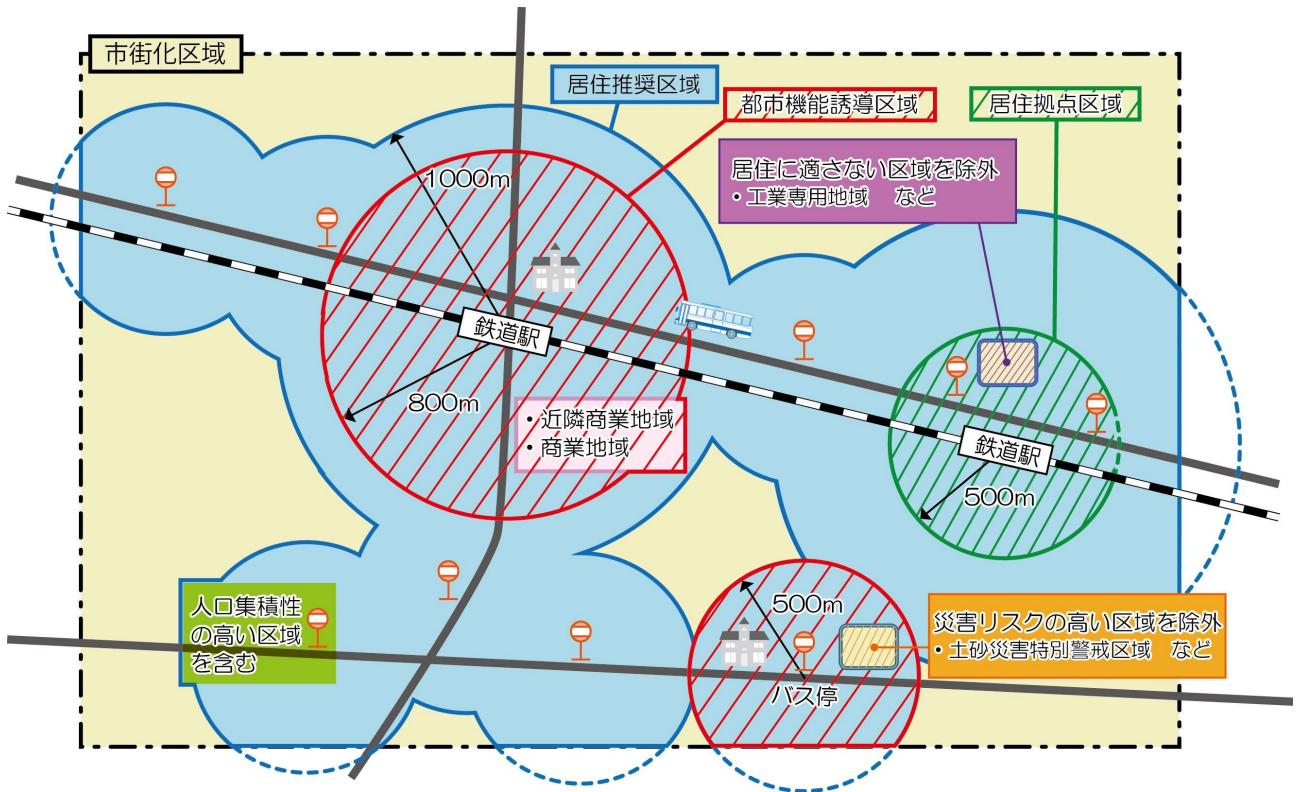 市街化区域
居住推奨区域
都市機能誘導区域
居住拠点区域
居住に適さない区域を除外
・工業専用地域　など
1000m
鉄道駅
800m
・近隣商業地域
・商業地域
鉄道駅
500m
人口集積性
の高い区域
を含む
500m
バス停
災害リスクの高い区域を除外
・土砂災害特別警戒区域　など